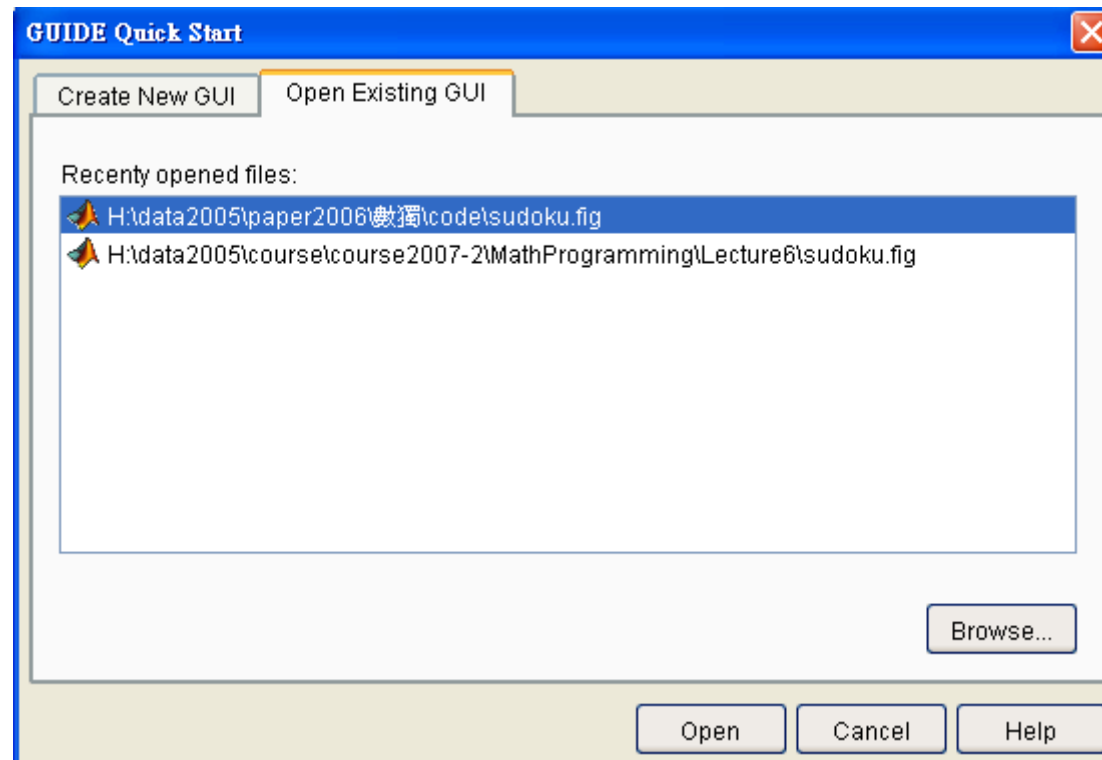 GUIDE Quick Start
Create New GUI Open Existing GUI
Recenty opened files:
H:\data2005\paper2006\數獨\code\sudoku.fig
H:\data2005\course\course2007-2\MathProgramming\Lecture6\sudoku.fig
Browse...
Open Cancel Help